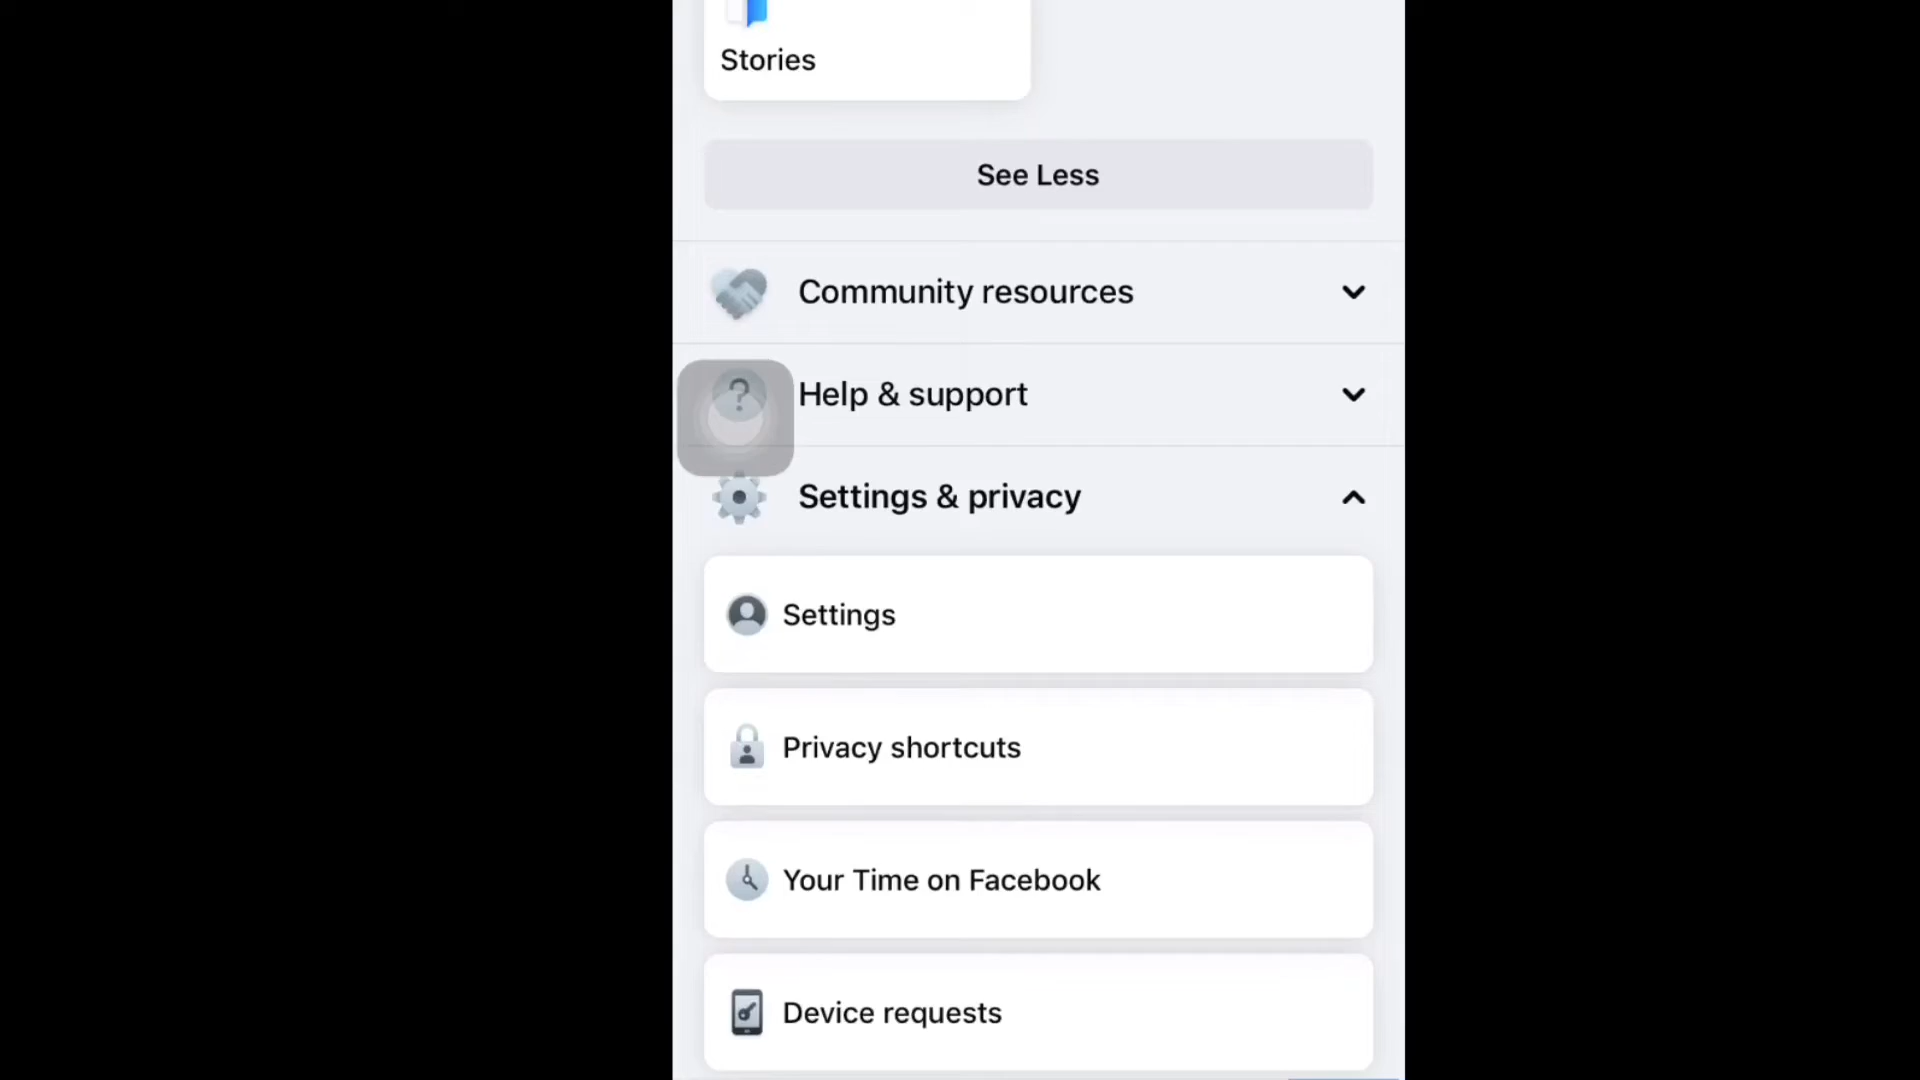 Stories
See Less
Community resources
Help & support
Settings & privacy
Settings
Privacy shortcuts
Your Time on Facebook
Device requests